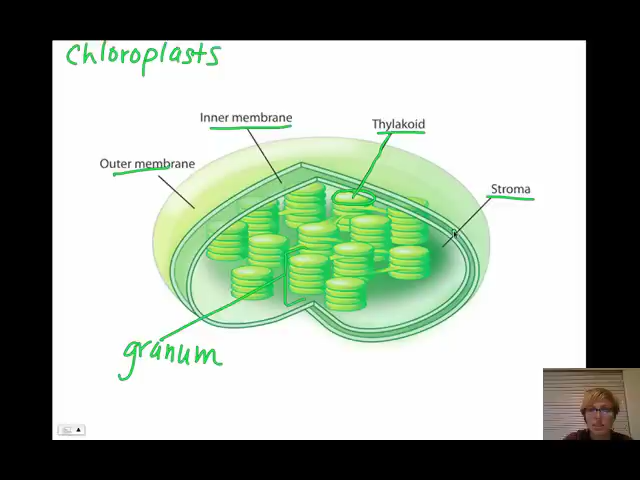 Chloroplasts
Inner membrane
Thylakoid
Outer membrane
Stroma
granum